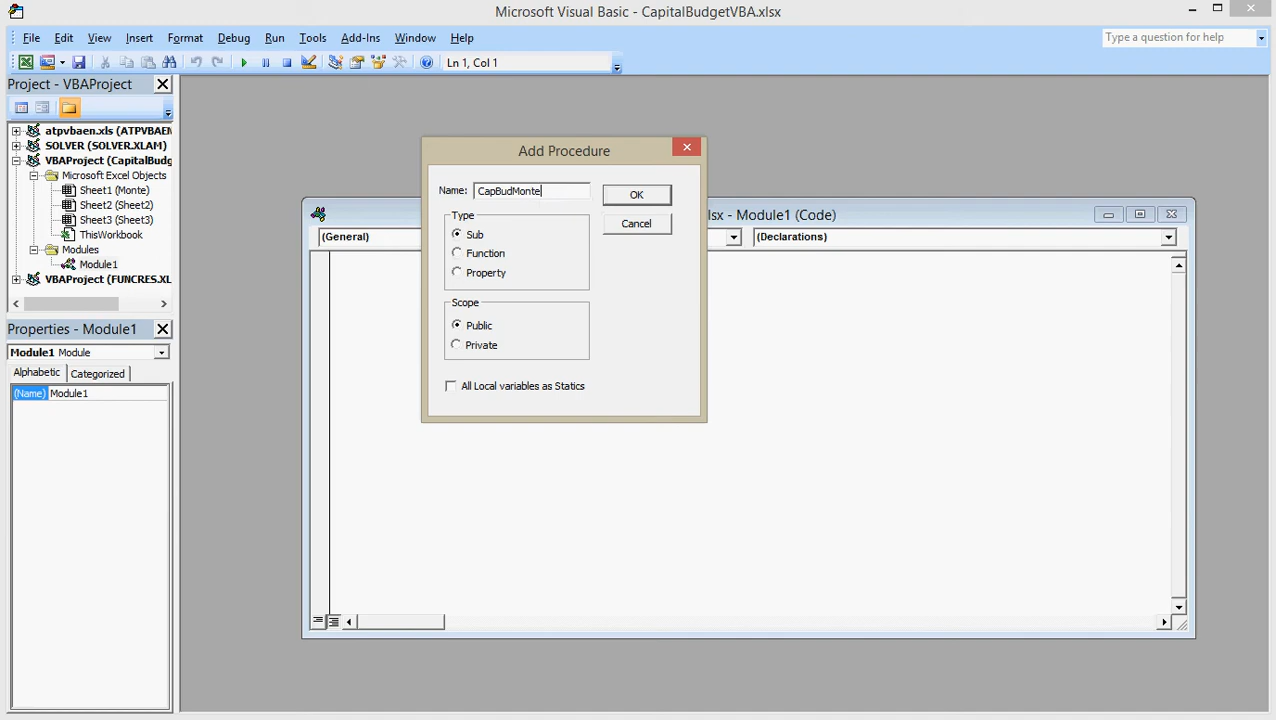 Microsoft Visual Basic - CapitalBudgetVBA.xlsx
File Edit View Insert Format Debug Run Tools Add-Ins Window Help
Type a question for help
Ln 1, Col 1
Project - VBAProject
atpvbaen.xls (ATPVBAEN
SOLVER (SOLVER.XLAM)
VBAProject (CapitalBudg
Microsoft Excel Objects
Sheet1 (Monte)
Sheet2 (Sheet2)
Sheet3 (Sheet3)
ThisWorkbook
Modules
Module1
VBAProject (FUNCRES.XL
Properties - Module1
Module1 Module
Alphabetic Categorized
(Name) Module1
Add Procedure
Name: CapBudMonte
OK
Cancel
Type
Sub
Function
Property
Scope
Public
Private
All Local variables as Statics
lsx - Module1 (Code)
(General)
(Declarations)